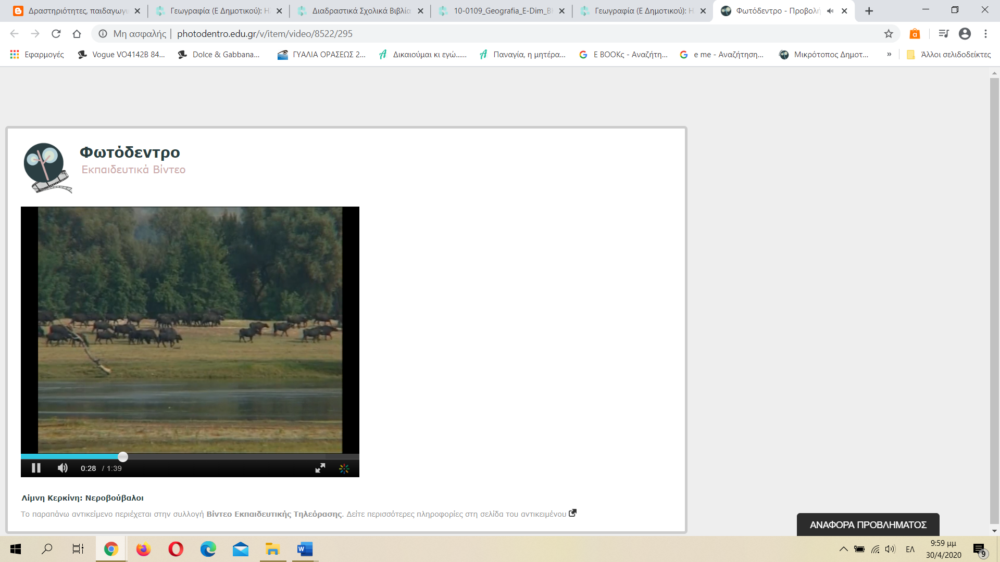 Δραστηριότητες, παιδαγωγι
Γεωγραφία (Ε Δημοτικού): Ηλ
Διαδραστικά Σχολικά Βιβλία
10-0109_Geografia_E-Dim_BI
Γεωγραφία (Ε Δημοτικού): Ηλ
Φωτόδεντρο - Προβολή
Μη ασφαλής | photodentro.edu.gr/v/item/video/8522/295
Εφαρμογές
Vogue VO4142B 84...
Dolce & Gabbana...
ΓΥΑΛΙΑ ΟΡΑΣΕΩΣ 2...
Δικαιούμαι κι εγώ......
Παναγία, η μητέρα...
E BOOKς - Αναζήτη...
e me - Αναζήτηση...
Μικρότοπος Δημοτ...
»
Άλλοι σελιδοδείκτες
Φωτόδεντρο
Εκπαιδευτικά Βίντεο
0:28 / 1:39
Λίμνη Κερκίνη: Νεροβούβαλοι
Το παραπάνω αντικείμενο περιέχεται στην συλλογή Βίντεο Εκπαιδευτικής Τηλεόρασης. Δείτε περισσότερες πληροφορίες στη σελίδα του αντικειμένου
ΑΝΑΦΟΡΑ ΠΡΟΒΛΗΜΑΤΟΣ
ΕΛ
9:59 μμ
30/4/2020
9